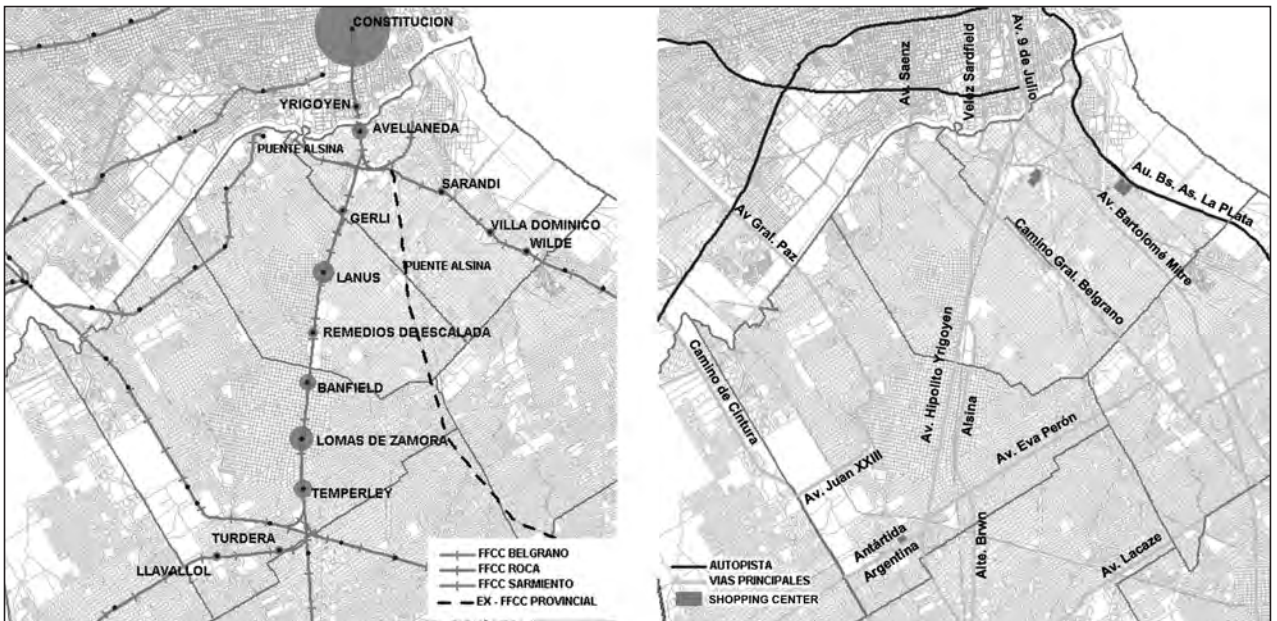 CONSTITUCION
YRIGOYEN
AVELLANEDA
PUENTE ALSINA
SARANDI
GERLI
VILLA DOMINICO
WILDE
PUENTE ALSINA
LANUS
REMEDIOS DE ESCALADA
BANFIELD
LOMAS DE ZAMORA
TEMPERLEY
TURDERA
LLAVALLOL
FFCC BELGRANO
FFCC ROCA
FFCC SARMIENTO
EX - FFCC PROVINCIAL
Av. Saenz
Velez Sardfield
Av. 9 de Julio
Au. Bs. As. La PLata
Av. Bartolomé Mitre
Av Gral. Paz
Camino Gral. Belgrano
Camino de Cintura
Av. Hipolito Yrigoyen
Alsina
Av. Eva Perón
Av. Juan XXIII
Antártida
Argentina
Alte. Brwn
Av. Lacaze
AUTOPISTA
VIAS PRINCIPALES
SHOPPING CENTER